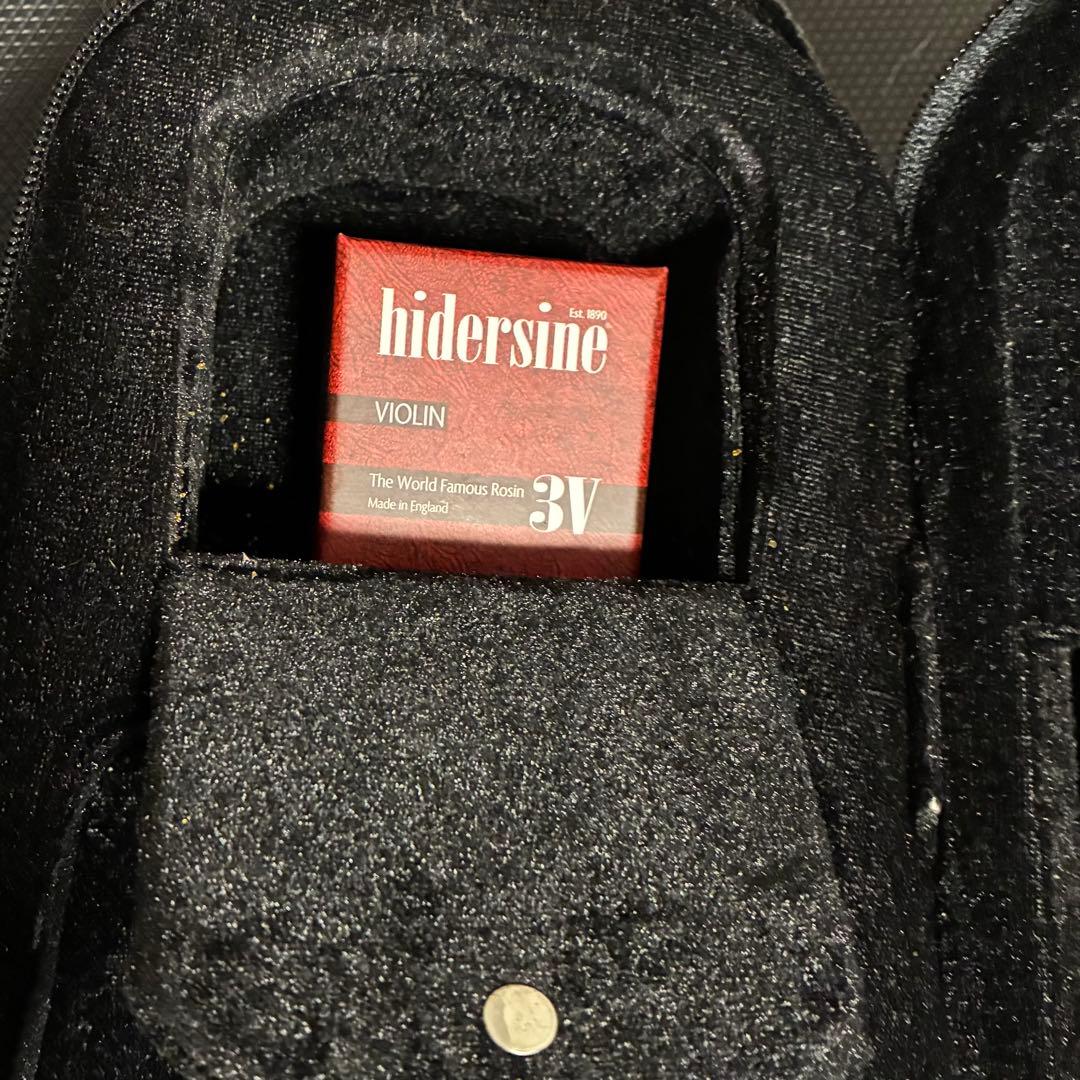 Est. 1890
hidersine
VIOLIN
The World Famous Rosin
Made in England
3V